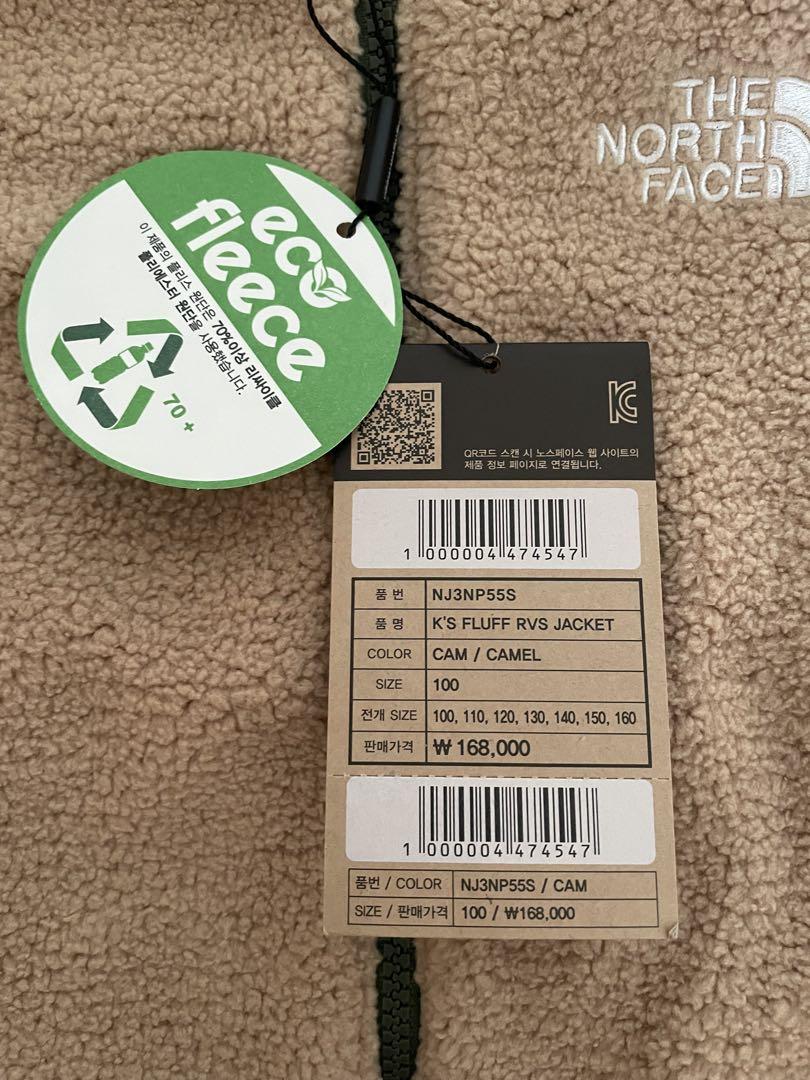 THE
NORTH
FACE
eco
fleece
이 제품의 플리스 원단은 70%이상 리싸이클
폴리에스터 원단을 사용했습니다.
70 +
QR코드 스캔 시 노스페이스 웹 사이트의
제품 정보 페이지로 연결됩니다.
1 000004 474547
품 번 NJ3NP55S
품 명 K'S FLUFF RVS JACKET
COLOR CAM / CAMEL
SIZE 100
전개 SIZE 100, 110, 120, 130, 140, 150, 160
판매가격 ₩ 168,000
1 000004 474547
품번 / COLOR NJ3NP55S / CAM
SIZE / 판매가격 100 / ₩168,000